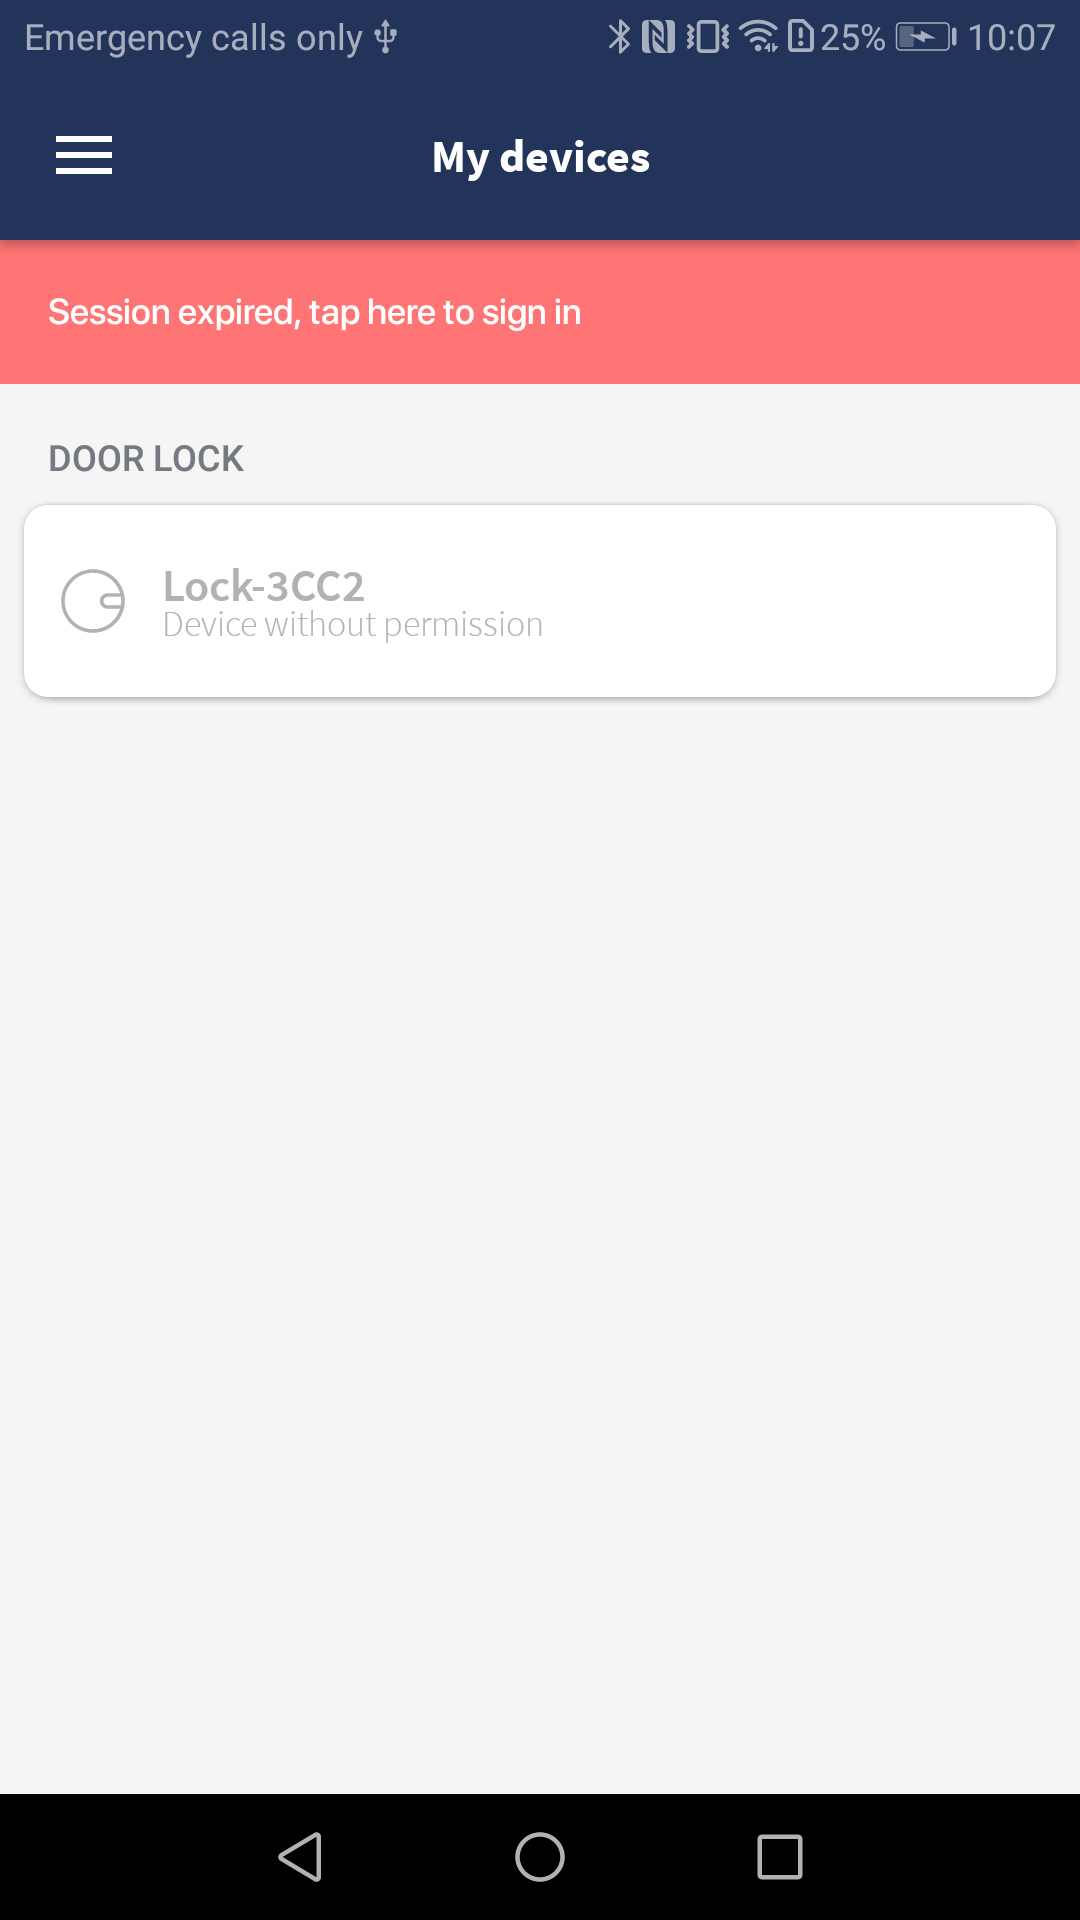 Emergency calls only 25% 10:07
My devices
Session expired, tap here to sign in
DOOR LOCK
Lock-3CC2
Device without permission